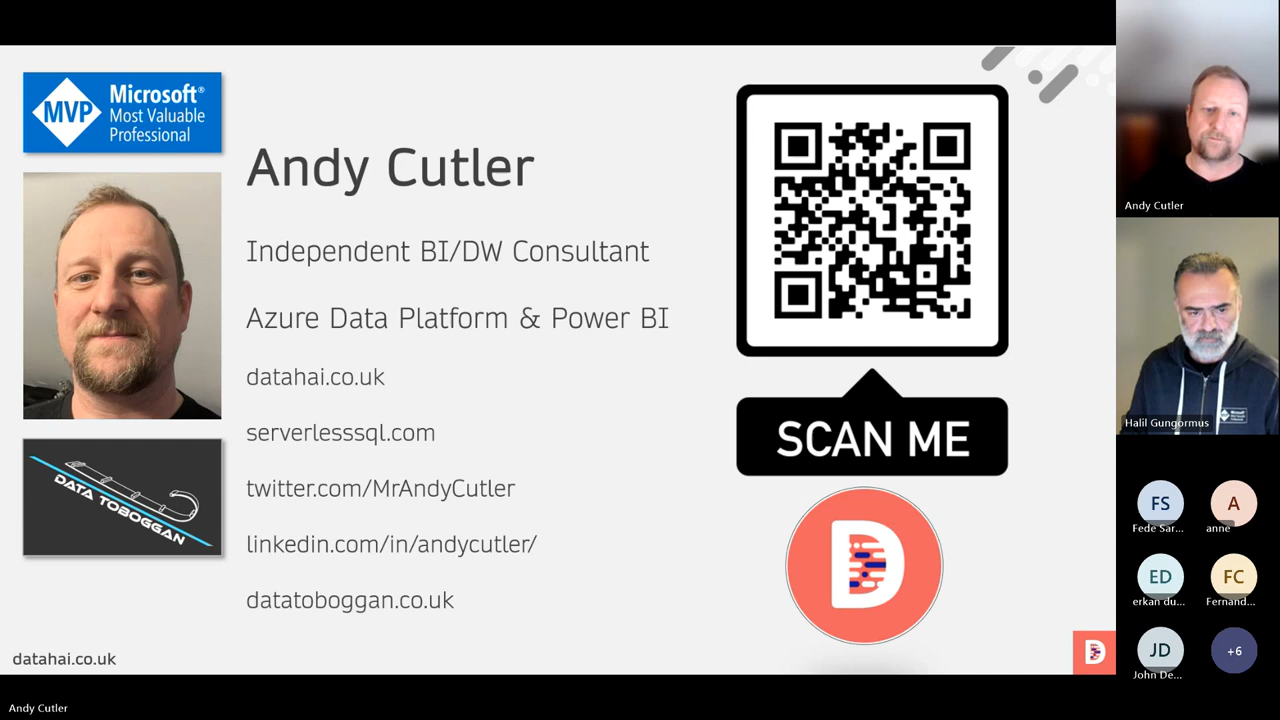 MVP
Microsoft®
Most Valuable
Professional
Andy Cutler
Independent BI/DW Consultant
Azure Data Platform & Power BI
datahai.co.uk
serverlesssql.com
twitter.com/MrAndyCutler
linkedin.com/in/andycutler/
datatoboggan.co.uk
DATA TOBOGGAN
SCAN ME
D
datahai.co.uk
D
Andy Cutler
Andy Cutler
Halil Gungormus
FS
A
Fede Sar...
anne
ED
FC
erkan du...
Fernand...
JD
+6
John De...